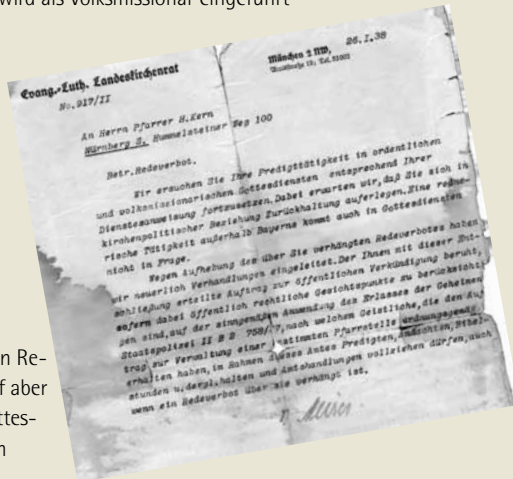 wird als Volksmissionar eingeführt
Evang.-Luth. Landeskirchenrat
No. 917/II
München 2 NW, 26.I.38
An Herrn Pfarrer H.Kern
Nürnberg S, Hummelsteiner Weg 100
Betr.Redeverbot.
Wir ersuchen Sie Ihre Predigttätigkeit in ordentlichen
und volksmissionarischen Gottesdiensten entsprechend Ihrer
Dienstesanweisung fortzusetzen. Dabei erwarten wir, daß Sie sich in
kirchenpolitischer Beziehung Zurückhaltung auferlegen. Eine redne-
rische Tätigkeit außerhalb Bayerns kommt auch in Gottesdiensten
nicht in Frage.
Wegen Aufhebung des über Sie verhängten Redeverbotes haben
wir neuerlich Verhandlungen eingeleitet. Der Ihnen mit dieser Ent-
schließung erteilte Auftrag zur öffentlichen Verkündigung beruht,
sofern dabei öffentlich rechtliche Gesichtspunkte zu berücksichti-
gen sind, auf der sinngemäßen Anwendung des Erlasses der Geheimen
Staatspolizei II B 2 nach welchem Geistliche, die den Auf-
trag zur Verwaltung einer bestimmten Pfarrstelle ordnungsgemäß
erhalten haben, im Rahmen dieses Amtes Predigten, Andachten, Bibel-
stunden u.dergl. halten und Amtshandlungen vollziehen dürfen, auch
wenn ein Redeverbot über sie verhängt ist.
n Re-
f aber
ttes-
n